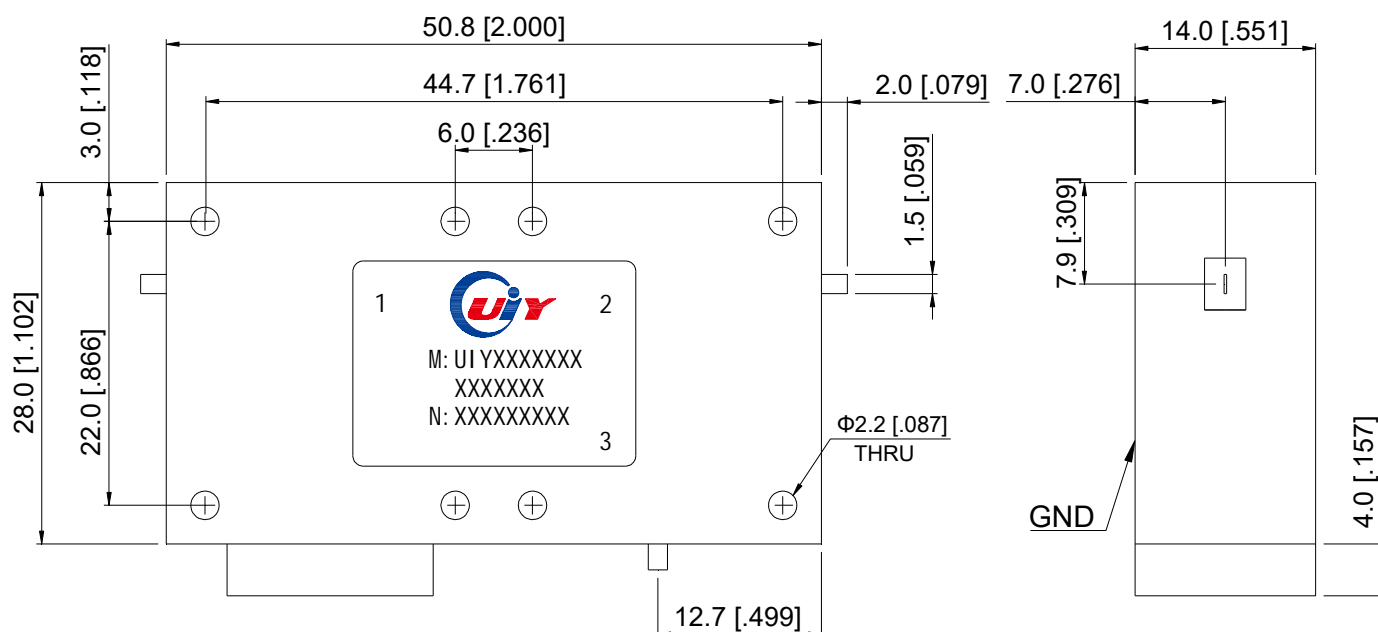 50.8 [2.000]
14.0 [.551]
44.7 [1.761]
2.0 [.079]
7.0 [.276]
3.0 [.118]
6.0 [.236]
1.5 [.059]
7.9 [.309]
28.0 [1.102]
22.0 [.866]
1
UiY
2
M: UIYXXXXXXX
XXXXXXX
N: XXXXXXXXX
3
Φ2.2 [.087]
THRU
GND
4.0 [.157]
12.7 [.499]